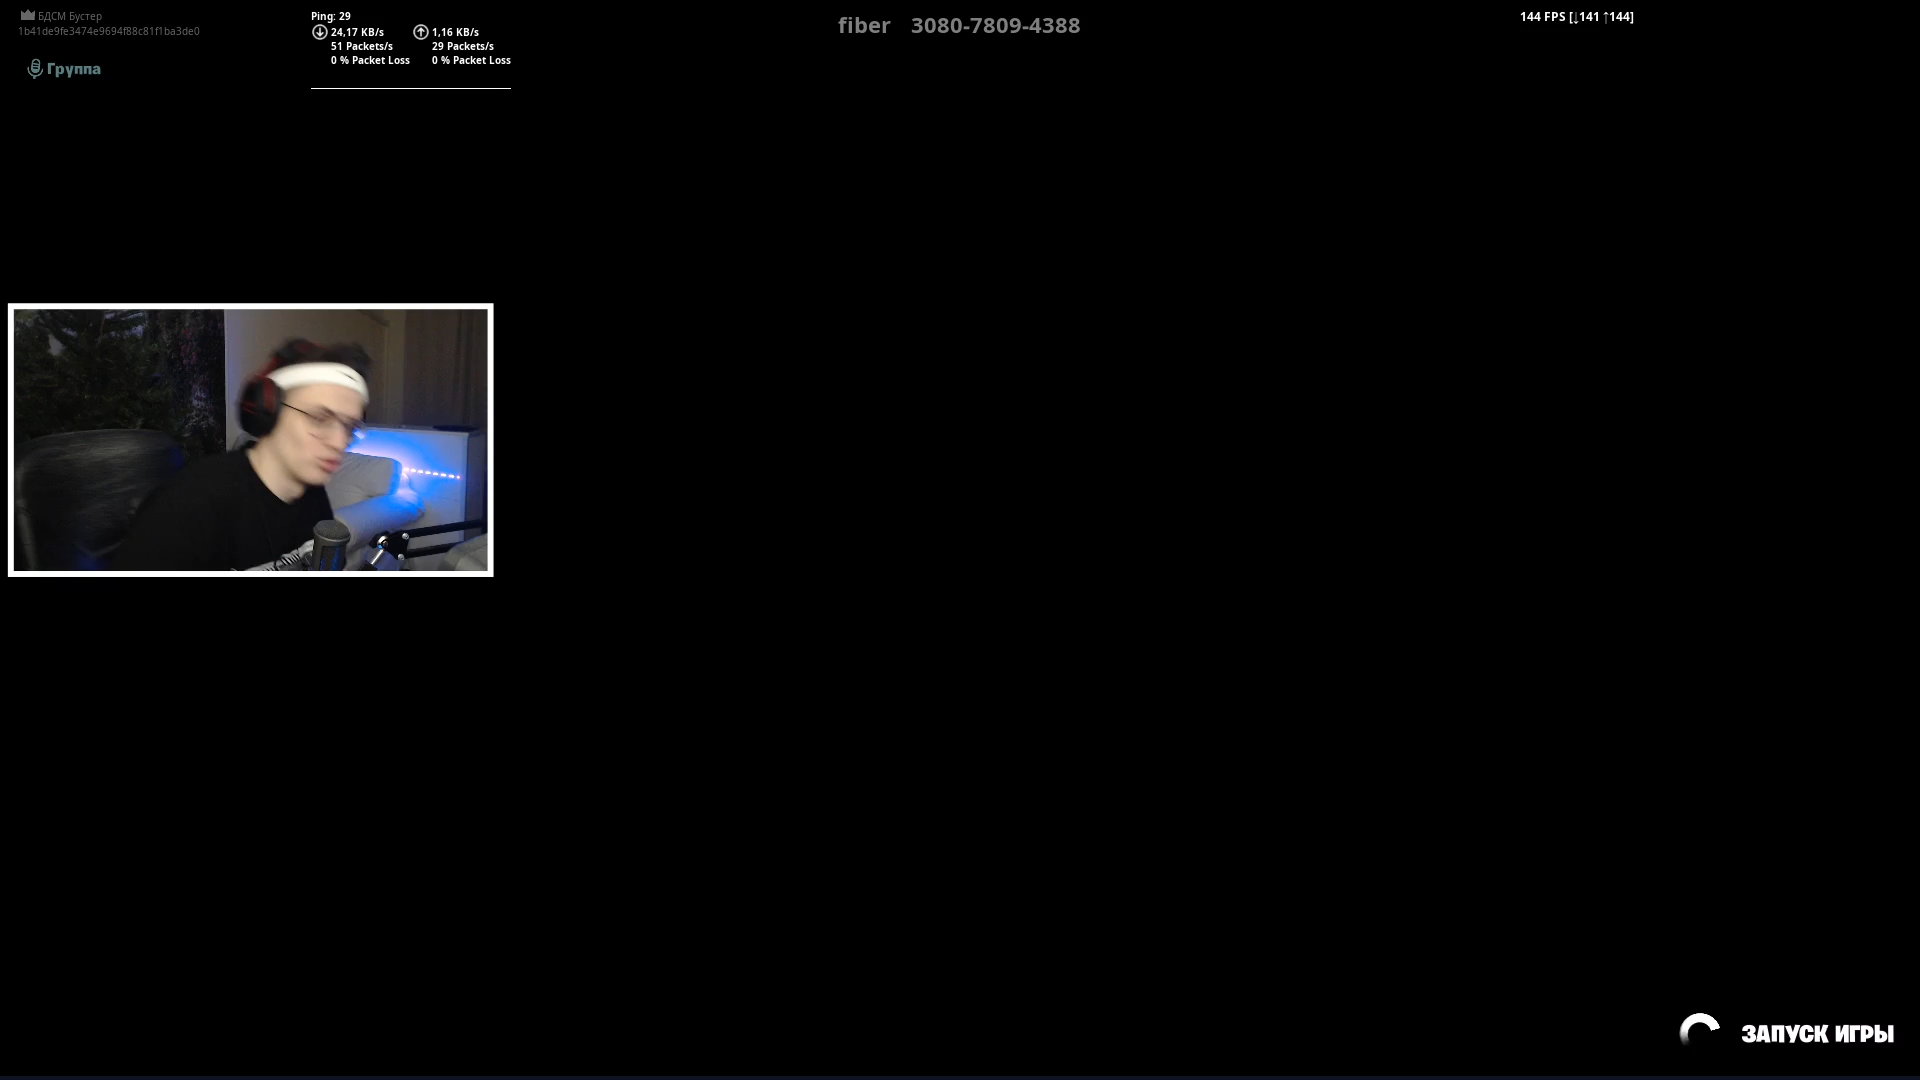 БДСМ Бустер
1b41de9fe3474e9694f88c81f1ba3de0
Группа
Ping: 29
24,17 KB/s 1,16 KB/s
51 Packets/s 29 Packets/s
0 % Packet Loss 0 % Packet Loss
fiber 3080-7809-4388
144 FPS [↓141 ↑144]
ЗАПУСК ИГРЫ